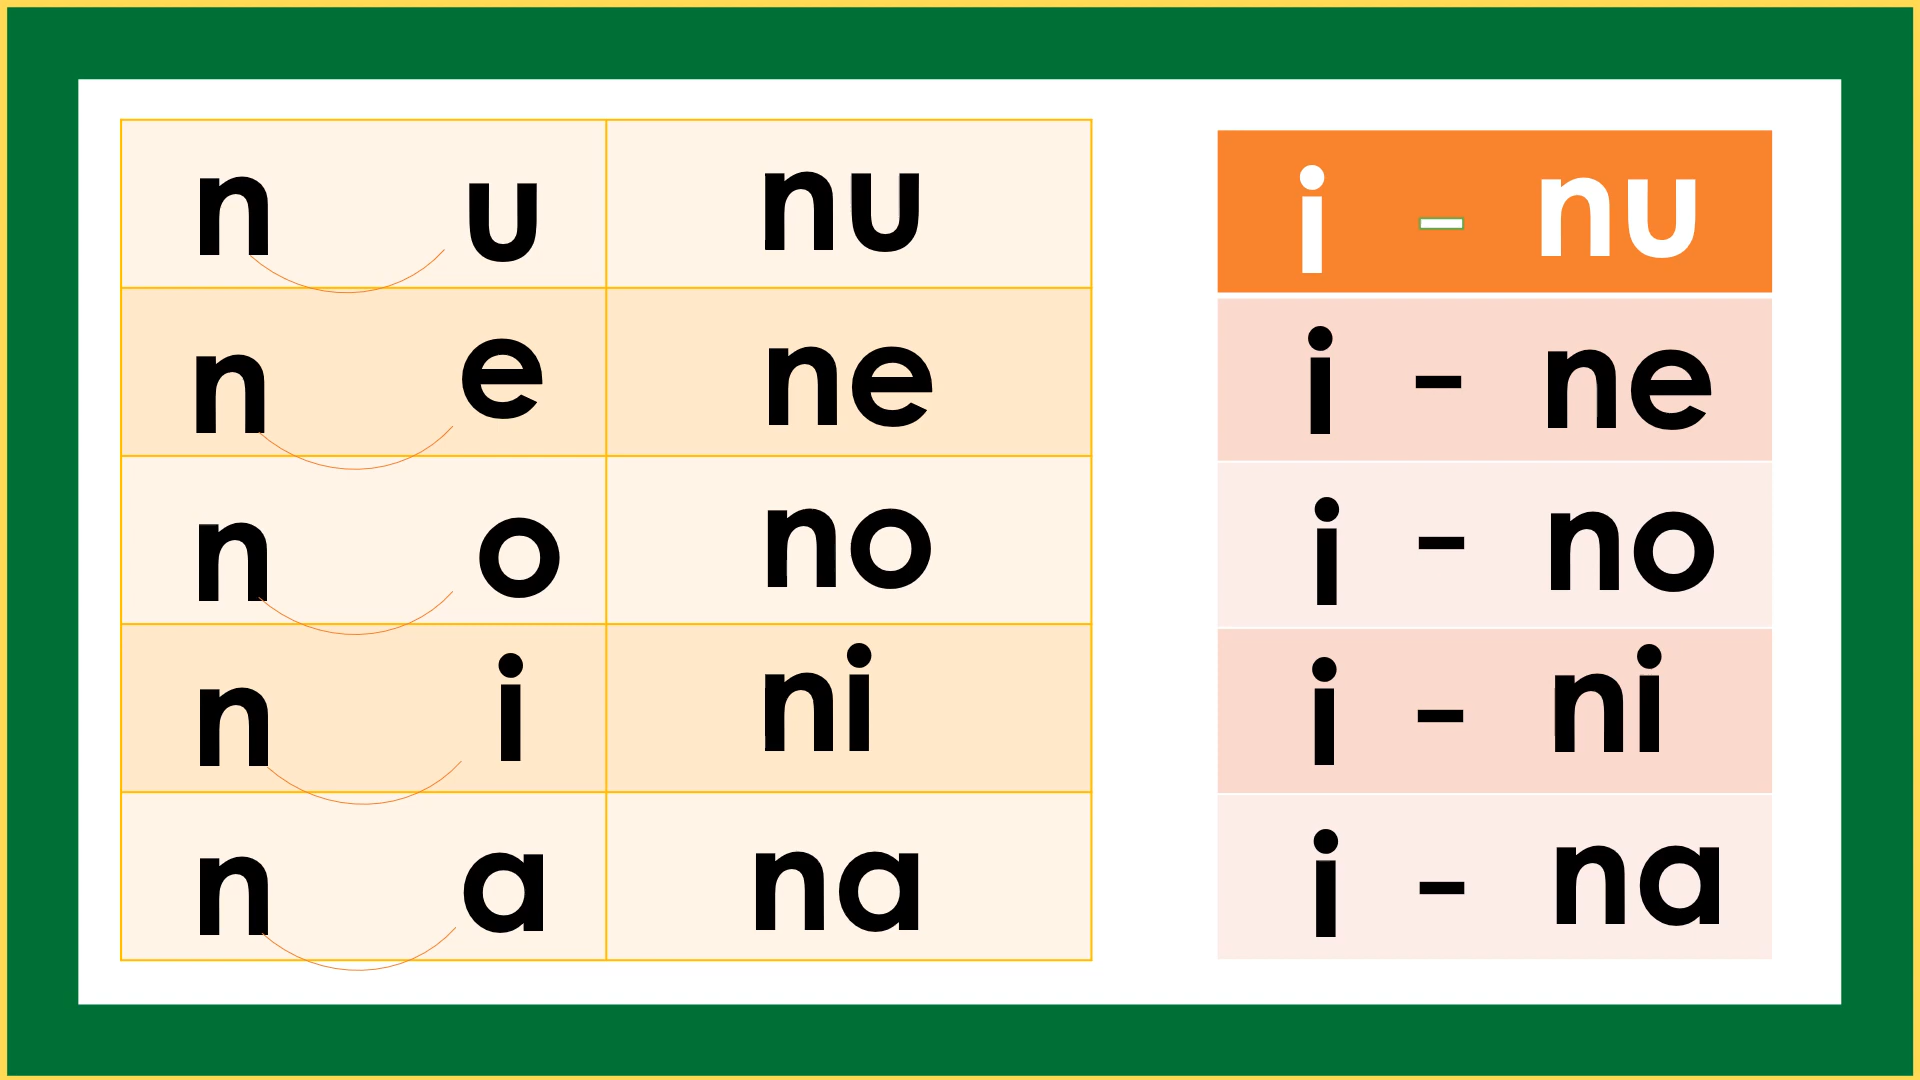 n u nu
n e ne
n o no
n i ni
n a na
i - nu
i - ne
i - no
i - ni
i - na